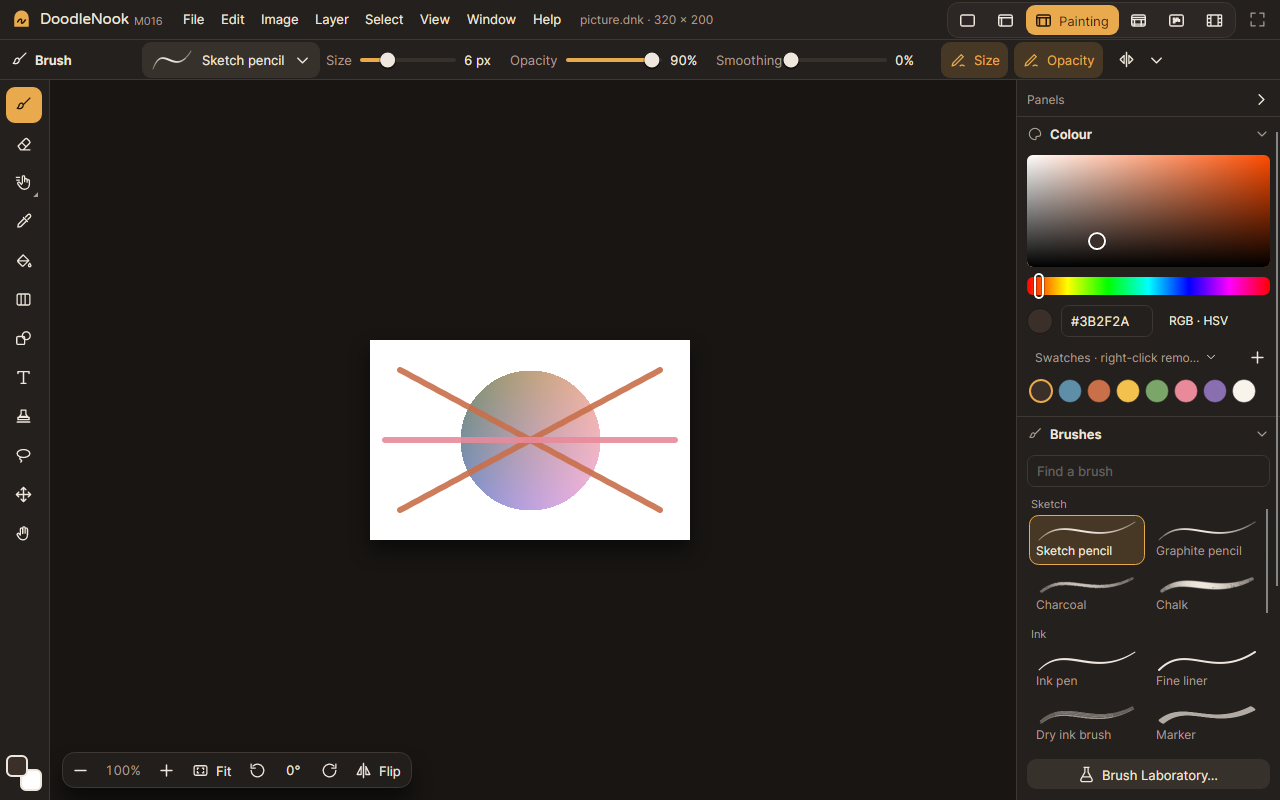 DoodleNook M016 File Edit Image Layer Select View Window Help picture.dnk · 320 × 200 Painting
Brush Sketch pencil Size 6 px Opacity 90% Smoothing 0% Size Opacity
Panels
Colour
#3B2F2A RGB · HSV
Swatches · right-click remo...
Brushes
Find a brush
Sketch
Sketch pencil Graphite pencil
Charcoal Chalk
Ink
Ink pen Fine liner
Dry ink brush Marker
Brush Laboratory...
100% Fit 0° Flip